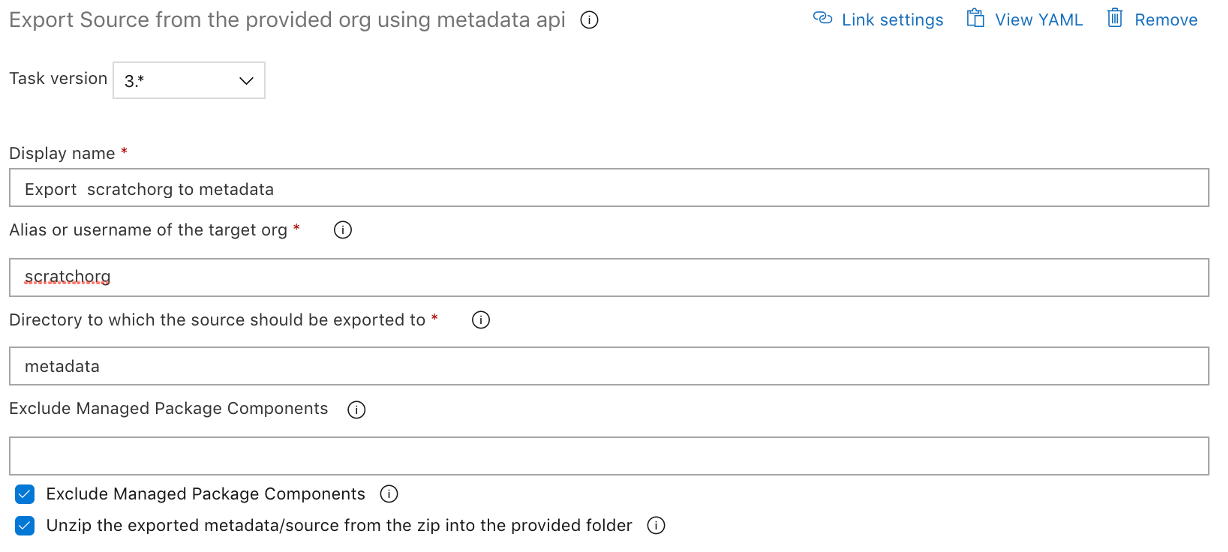 Export Source from the provided org using metadata api Link settings View YAML Remove
Task version 3.*
Display name *
Export  scratchorg to metadata
Alias or username of the target org *
scratchorg
Directory to which the source should be exported to *
metadata
Exclude Managed Package Components
Exclude Managed Package Components
Unzip the exported metadata/source from the zip into the provided folder